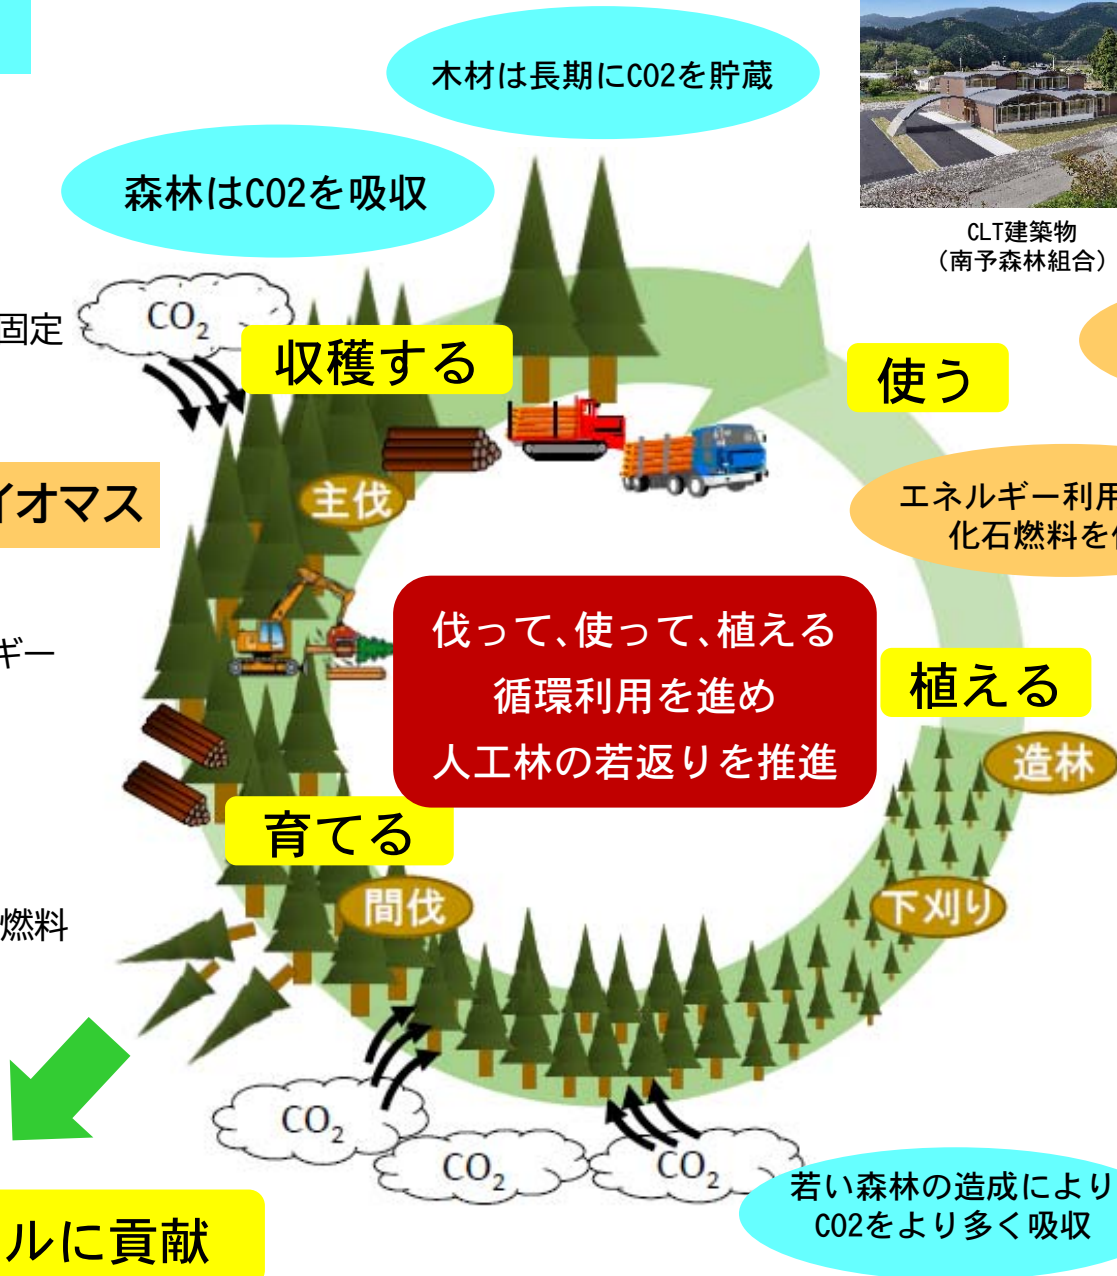 木材は長期にCO2を貯蔵
森林はCO2を吸収
CLT建築物
（南予森林組合）
CO2
固定
収穫する
使う
イオマス
主伐
エネルギー利用
化石燃料を
伐って、使って、植える
循環利用を進め
人工林の若返りを推進
ギー
植える
造林
育てる
間伐
下刈り
燃料
CO2
CO2
CO2
若い森林の造成により
CO2をより多く吸収
ルに貢献